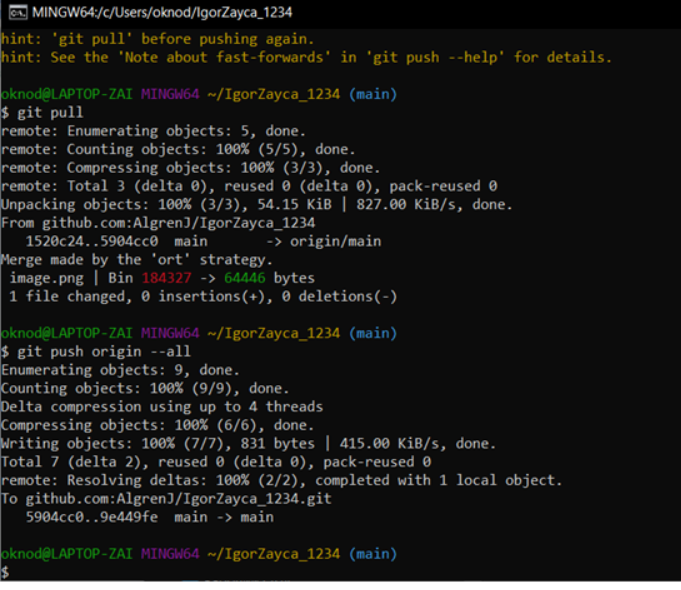 MINGW64:/c/Users/oknod/IgorZayca_1234
hint: 'git pull' before pushing again.
hint: See the 'Note about fast-forwards' in 'git push --help' for details.
oknod@LAPTOP-ZAI MINGW64 ~/IgorZayca_1234 (main)
$ git pull
remote: Enumerating objects: 5, done.
remote: Counting objects: 100% (5/5), done.
remote: Compressing objects: 100% (3/3), done.
remote: Total 3 (delta 0), reused 0 (delta 0), pack-reused 0
Unpacking objects: 100% (3/3), 54.15 KiB | 827.00 KiB/s, done.
From github.com:AlgrenJ/IgorZayca_1234
1520c24..5904cc0 main -> origin/main
Merge made by the 'ort' strategy.
image.png | Bin 184327 -> 64446 bytes
1 file changed, 0 insertions(+), 0 deletions(-)
oknod@LAPTOP-ZAI MINGW64 ~/IgorZayca_1234 (main)
$ git push origin --all
Enumerating objects: 9, done.
Counting objects: 100% (9/9), done.
Delta compression using up to 4 threads
Compressing objects: 100% (6/6), done.
Writing objects: 100% (7/7), 831 bytes | 415.00 KiB/s, done.
Total 7 (delta 2), reused 0 (delta 0), pack-reused 0
remote: Resolving deltas: 100% (2/2), completed with 1 local object.
To github.com:AlgrenJ/IgorZayca_1234.git
5904cc0..9e449fe main -> main
oknod@LAPTOP-ZAI MINGW64 ~/IgorZayca_1234 (main)
$